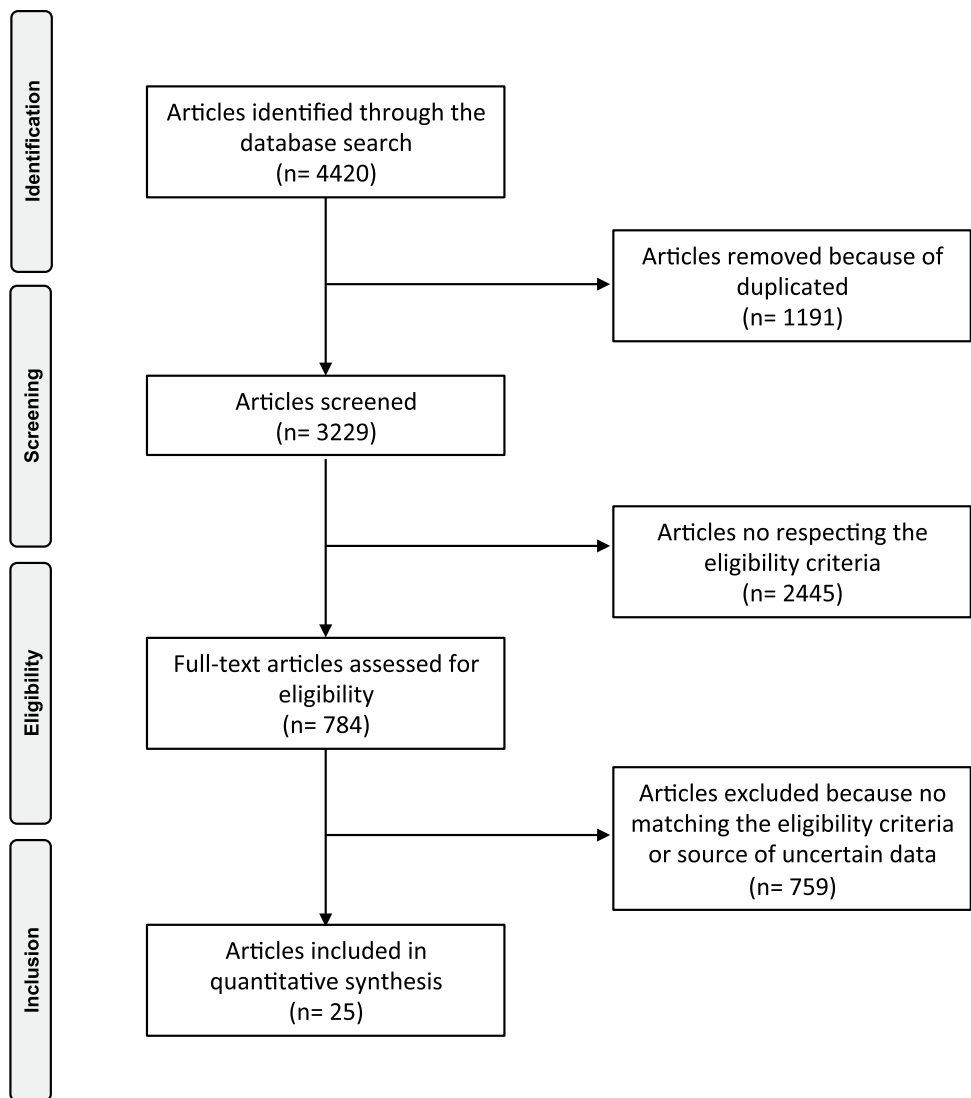 Identification
Articles identified through the
database search
(n= 4420)
Articles removed because of
duplicated
(n= 1191)
Screening
Articles screened
(n= 3229)
Articles no respecting the
eligibility criteria
(n= 2445)
Eligibility
Full-text articles assessed for
eligibility
(n= 784)
Articles excluded because no
matching the eligibility criteria
or source of uncertain data
(n= 759)
Inclusion
Articles included in
quantitative synthesis
(n= 25)